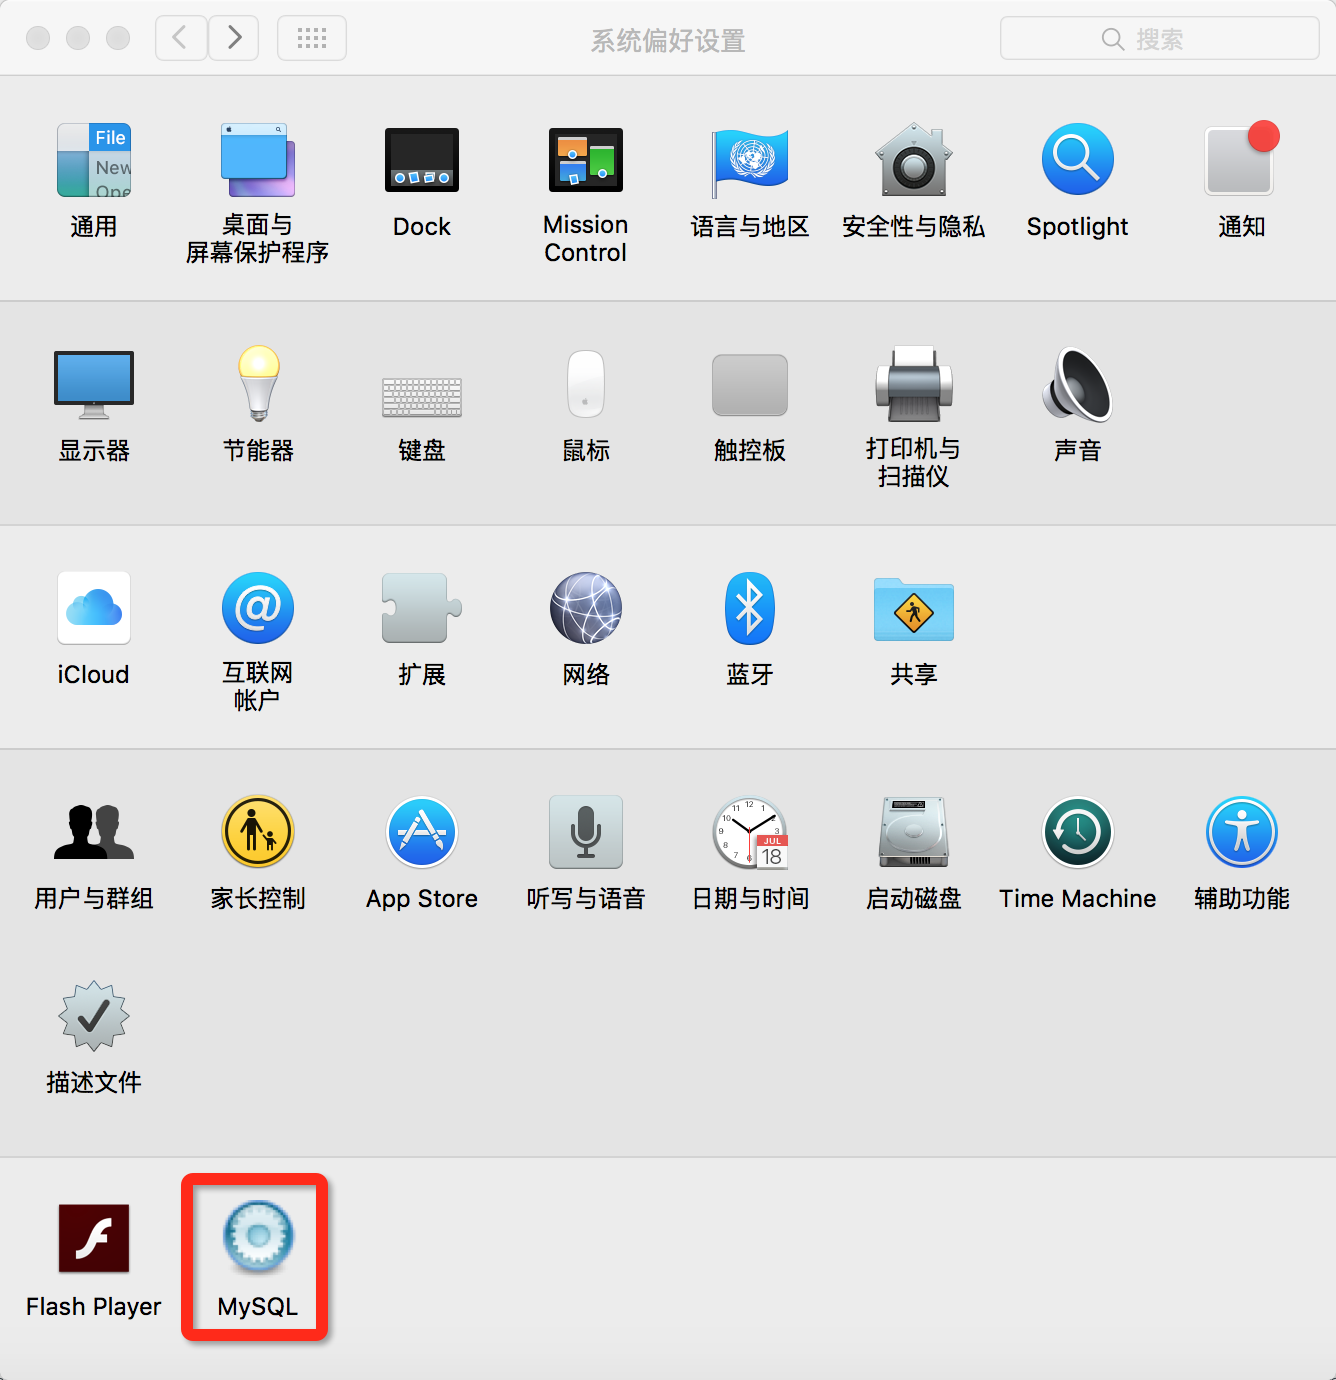 系统偏好设置
搜索
File
New
Ope
通用
桌面与
屏幕保护程序
Dock
Mission
Control
语言与地区
安全性与隐私
Spotlight
通知
显示器
节能器
键盘
鼠标
触控板
打印机与
扫描仪
声音
iCloud
互联网
帐户
扩展
网络
蓝牙
共享
JUL
18
用户与群组
家长控制
App Store
听写与语音
日期与时间
启动磁盘
Time Machine
辅助功能
描述文件
Flash Player
MySQL